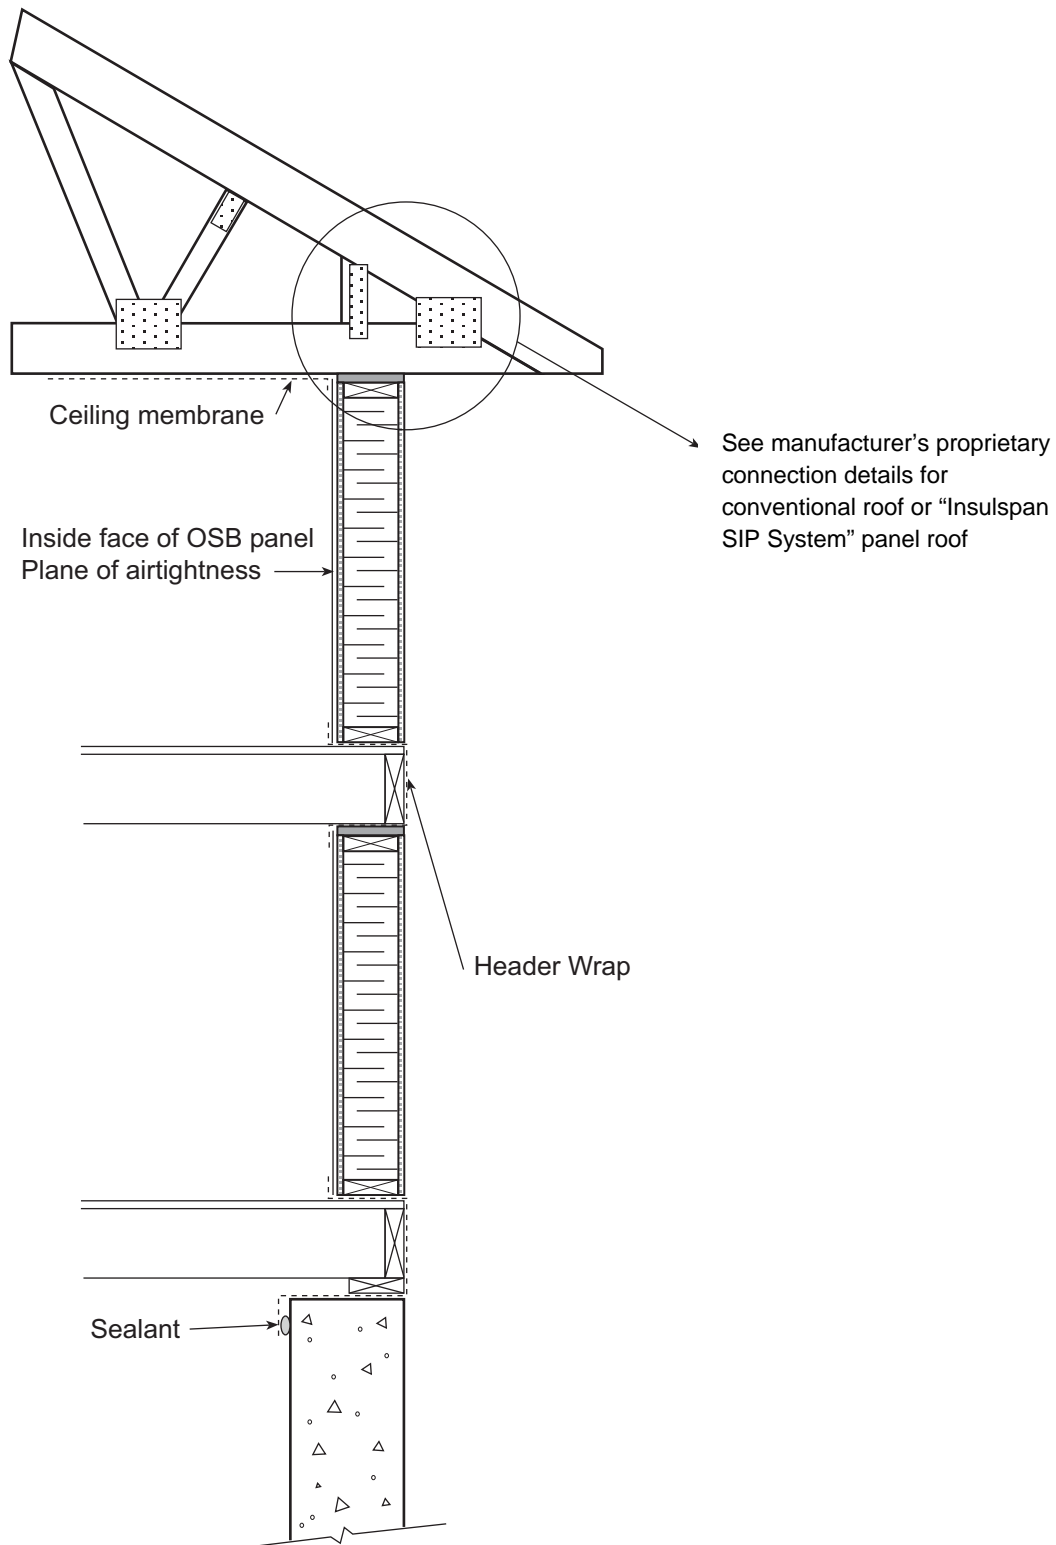 Ceiling membrane
See manufacturer’s proprietary
connection details for
conventional roof or “Insulspan
SIP System” panel roof
Inside face of OSB panel
Plane of airtightness
Header Wrap
Sealant